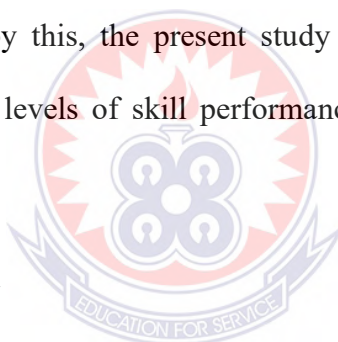 y this, the present study
levels of skill performanc
EDUCATION FOR SERVICE